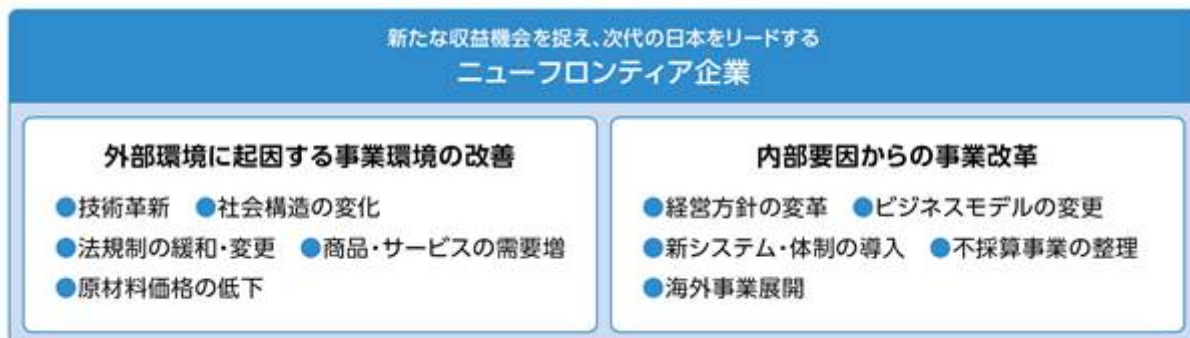 新たな収益機会を捉え、次代の日本をリードする
ニューフロンティア企業
外部環境に起因する事業環境の改善
●技術革新 ●社会構造の変化
●法規制の緩和・変更 ●商品・サービスの需要増
●原材料価格の低下
内部要因からの事業改革
●経営方針の変革 ●ビジネスモデルの変更
●新システム・体制の導入 ●不採算事業の整理
●海外事業展開